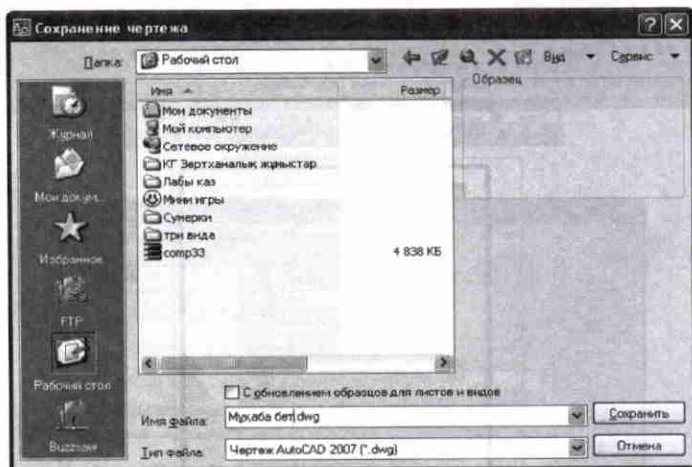 Сохранение чертежа
Папка: Рабочий стол Вид Сервис
Имя Размер Образец
Мои документы
Мой компьютер
Сетевое окружение
КГ Зертханалық жұмыстар
Лабы каз
Мини игры
Сумерки
три вида
comp33 4 838 КБ
Журнал
Мои докум...
Избранное
FTP
Рабочий стол
Buzzsaw
С обновлением образцов для листов и видов
Имя файла: Мұкаба бет.dwg Сохранить
Тип файла: Чертеж AutoCAD 2007 (*.dwg) Отмена